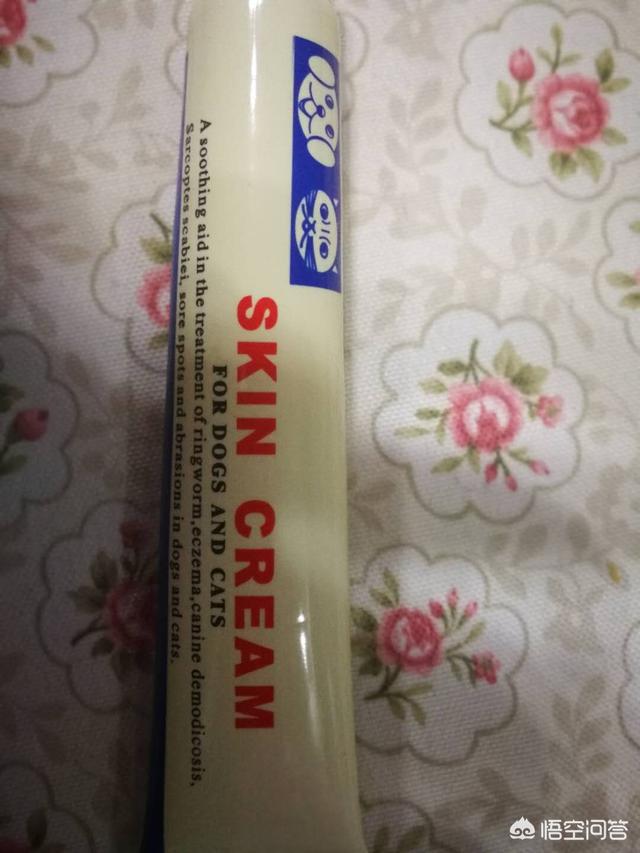 SKIN CREAM
FOR DOGS AND CATS
A soothing aid in the treatment of ringworm,eczema,canine demodicosis,
Sarcoptes scabiei, sore spots and abrasions in dogs and cats.
悟空问答